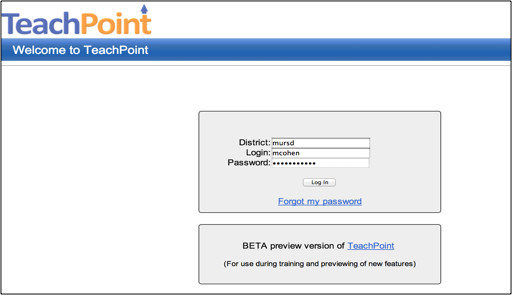 TeachPoint
Welcome to TeachPoint
District: mursd
Login: mcohen
Password: •••••••••••
Log In
Forgot my password
BETA preview version of TeachPoint
(For use during training and previewing of new features)